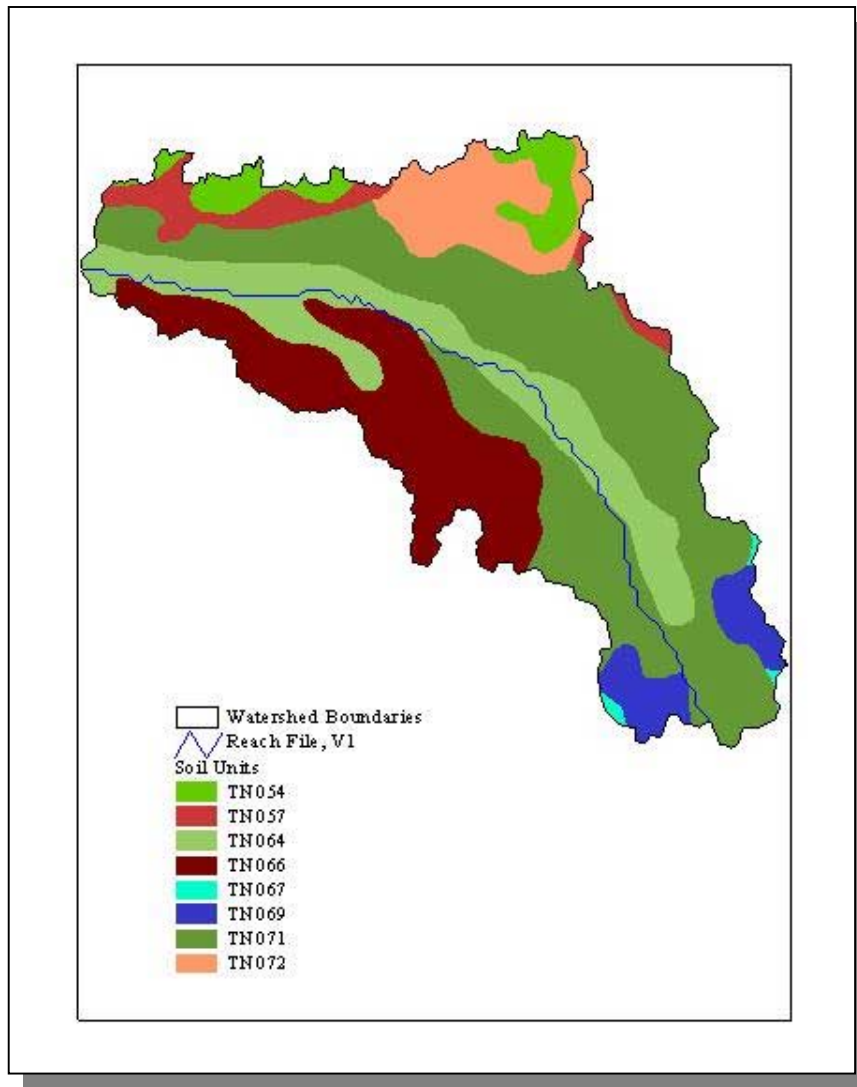 Watershed Boundaries
Reach File, V1
Soil Units
TN054
TN057
TN064
TN066
TN067
TN069
TN071
TN072